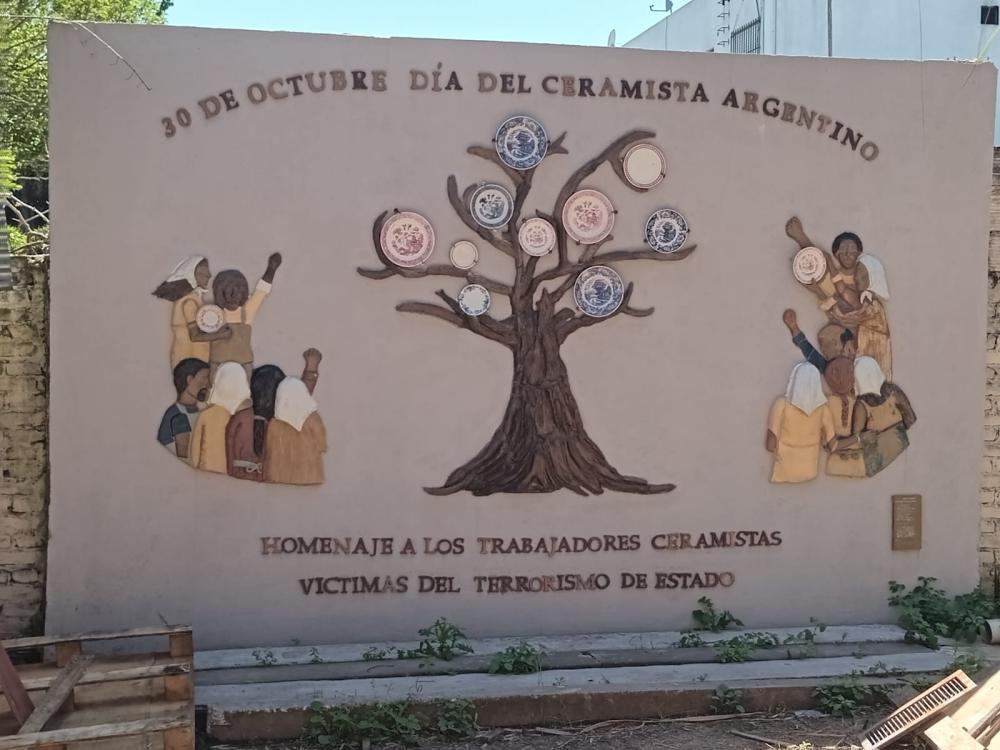 30 DE OCTUBRE DÍA DEL CERAMISTA ARGENTINO
HOMENAJE A LOS TRABAJADORES CERAMISTAS
VICTIMAS DEL TERRORISMO DE ESTADO